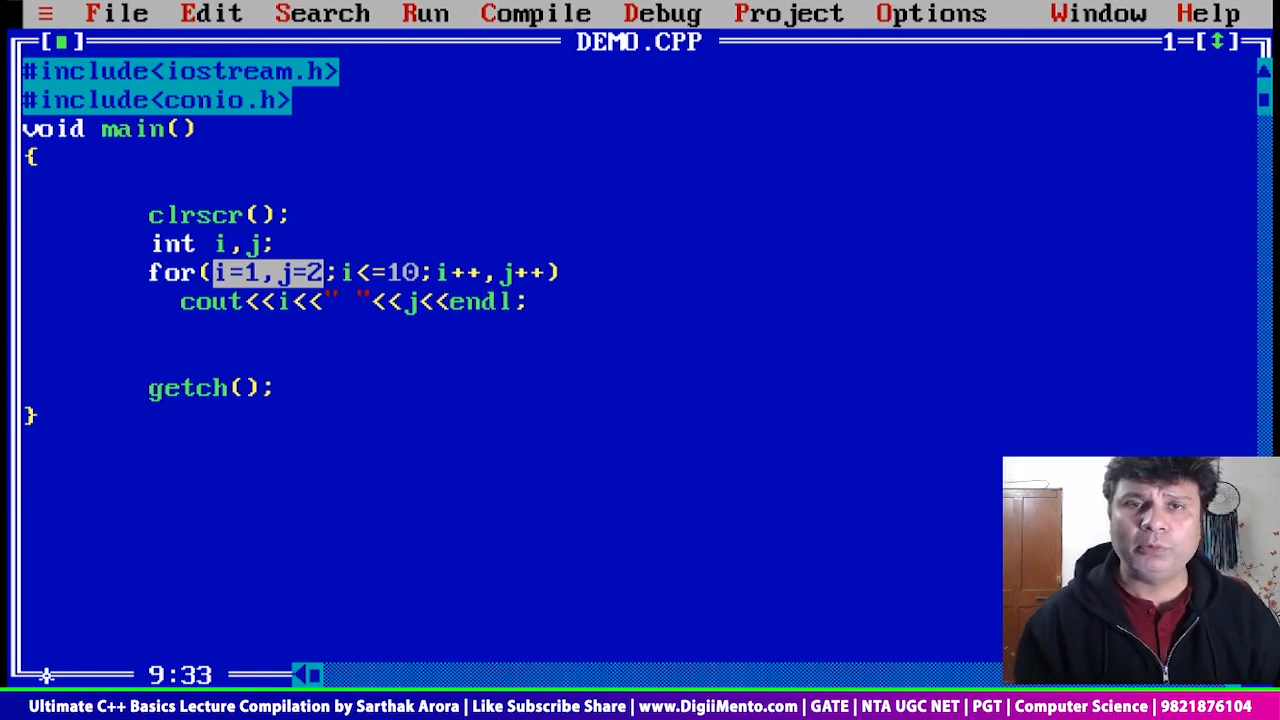 ≡ File Edit Search Run Compile Debug Project Options Window Help
[■] DEMO.CPP 1=[↕]
#include<iostream.h>
#include<conio.h>
void main()
{
clrscr();
int i,j;
for(i=1,j=2;i<=10;i++,j++)
cout<<i<<" "<<j<<endl;
getch();
}
9:33
Ultimate C++ Basics Lecture Compilation by Sarthak Arora | Like Subscribe Share | www.DigiiMento.com | GATE | NTA UGC NET | PGT | Computer Science | 9821876104